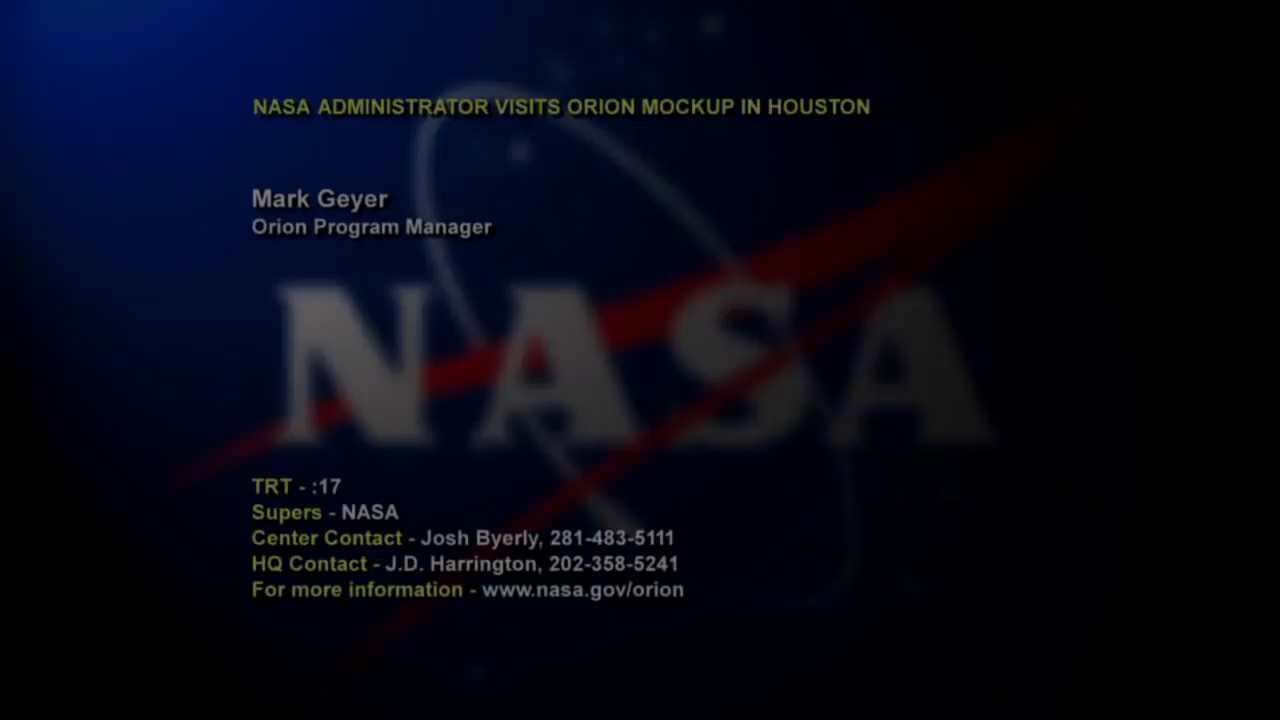 NASA ADMINISTRATOR VISITS ORION MOCKUP IN HOUSTON
Mark Geyer
Orion Program Manager
NASA
TRT - :17
Supers - NASA
Center Contact - Josh Byerly, 281-483-5111
HQ Contact - J.D. Harrington, 202-358-5241
For more information - www.nasa.gov/orion